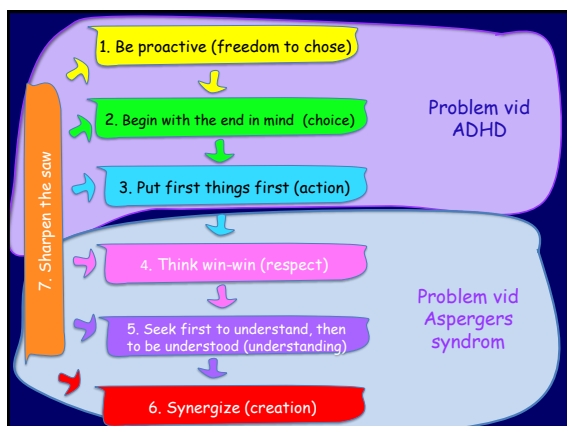 1. Be proactive (freedom to chose)
2. Begin with the end in mind (choice)
3. Put first things first (action)
4. Think win-win (respect)
5. Seek first to understand, then
to be understood (understanding)
6. Synergize (creation)
7. Sharpen the saw
Problem vid
ADHD
Problem vid
Aspergers
syndrom